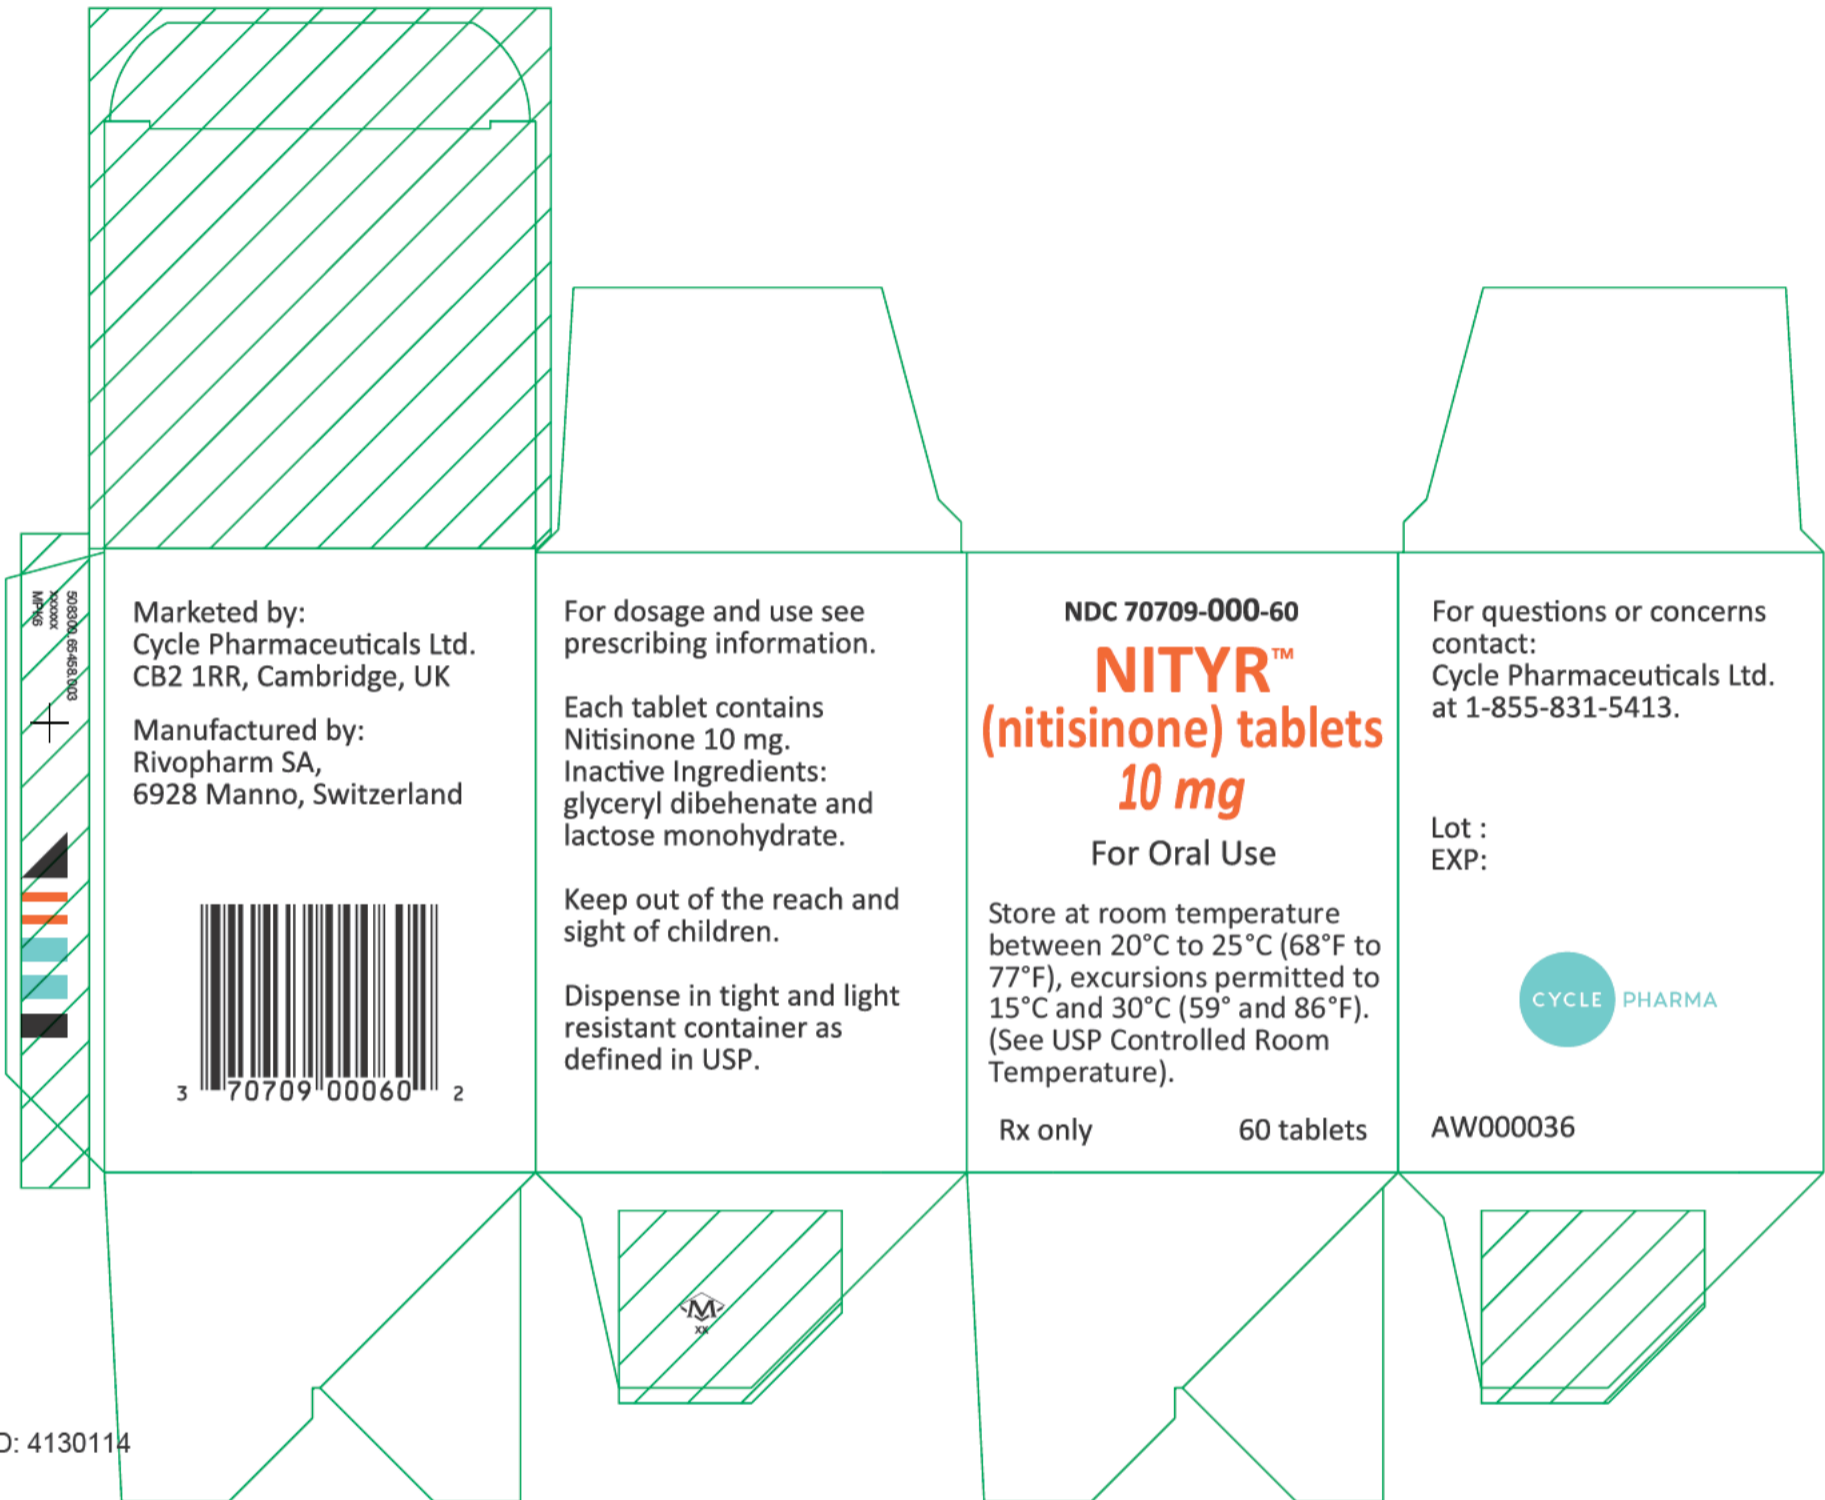 508300.66458.003
xxxxxx
MPK6
Marketed by:
Cycle Pharmaceuticals Ltd.
CB2 1RR, Cambridge, UK
Manufactured by:
Rivopharm SA,
6928 Manno, Switzerland
3 70709 00060 2
For dosage and use see
prescribing information.
Each tablet contains
Nitisinone 10 mg.
Inactive Ingredients:
glyceryl dibehenate and
lactose monohydrate.
Keep out of the reach and
sight of children.
Dispense in tight and light
resistant container as
defined in USP.
NDC 70709-000-60
NITYR™
(nitisinone) tablets
10 mg
For Oral Use
Store at room temperature
between 20°C to 25°C (68°F to
77°F), excursions permitted to
15°C and 30°C (59° and 86°F).
(See USP Controlled Room
Temperature).
Rx only 60 tablets
For questions or concerns
contact:
Cycle Pharmaceuticals Ltd.
at 1-855-831-5413.
Lot :
EXP:
CYCLE PHARMA
AW000036
M
xx
D: 4130114